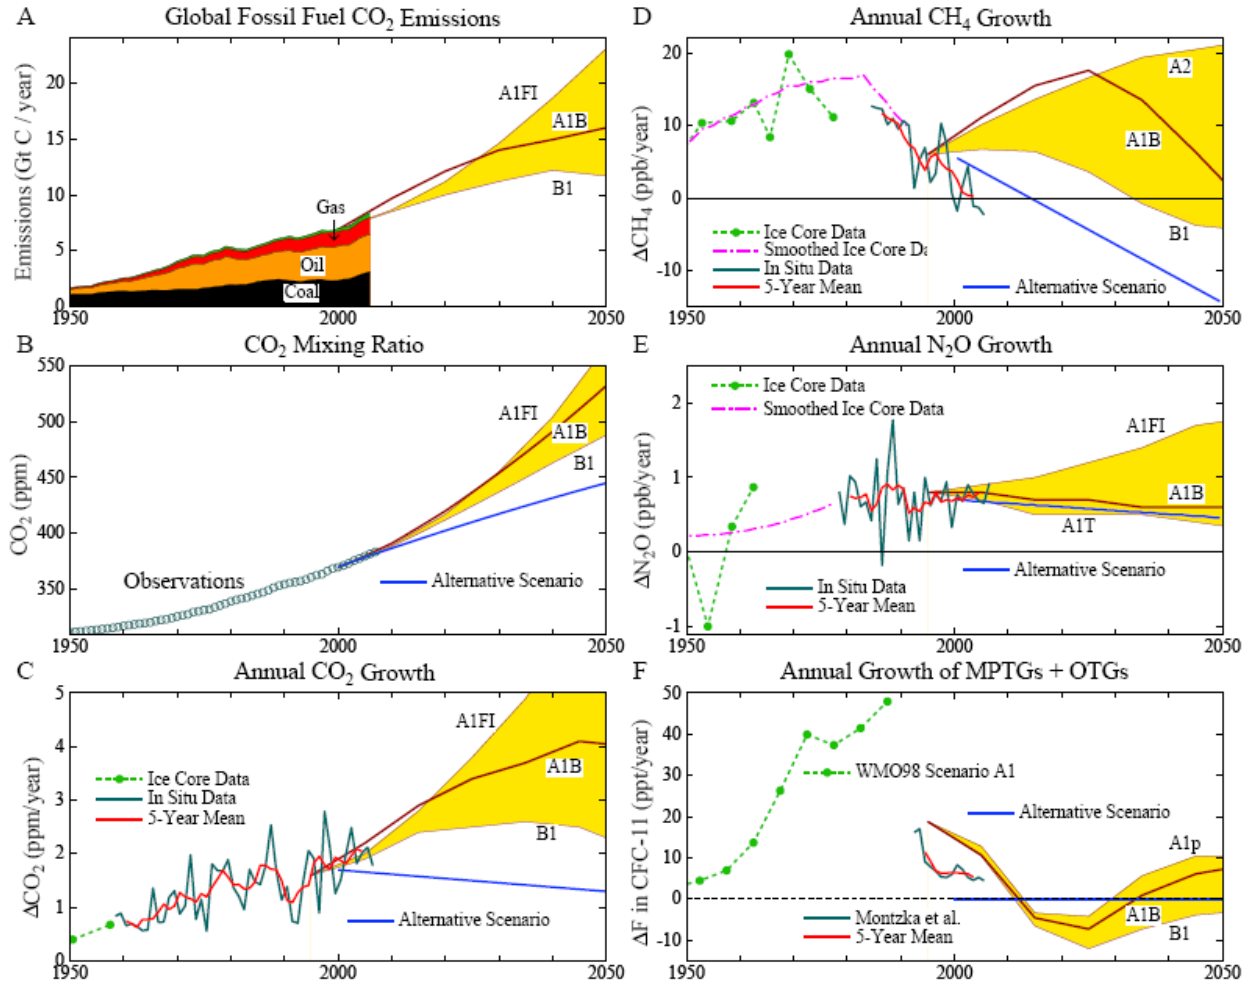 A Global Fossil Fuel CO2 Emissions
Emissions (Gt C / year)
20
15
10
5
0
A1FI
A1B
B1
Gas
Oil
Coal
1950 2000 2050
B CO2 Mixing Ratio
CO2 (ppm)
550
500
450
400
350
A1FI
A1B
B1
Observations
Alternative Scenario
1950 2000 2050
C Annual CO2 Growth
ΔCO2 (ppm/year)
5
4
3
2
1
0
A1FI
A1B
B1
Ice Core Data
In Situ Data
5-Year Mean
Alternative Scenario
1950 2000 2050
D Annual CH4 Growth
ΔCH4 (ppb/year)
20
10
0
-10
A2
A1B
B1
Ice Core Data
Smoothed Ice Core Da
In Situ Data
5-Year Mean
Alternative Scenario
1950 2000 2050
E Annual N2O Growth
ΔN2O (ppb/year)
2
1
0
-1
Ice Core Data
Smoothed Ice Core Data
A1FI
A1B
A1T
Alternative Scenario
In Situ Data
5-Year Mean
1950 2000 2050
F Annual Growth of MPTGs + OTGs
ΔF in CFC-11 (ppt/year)
50
40
30
20
10
0
-10
WMO98 Scenario A1
Alternative Scenario
A1p
A1B
B1
Montzka et al.
5-Year Mean
1950 2000 2050